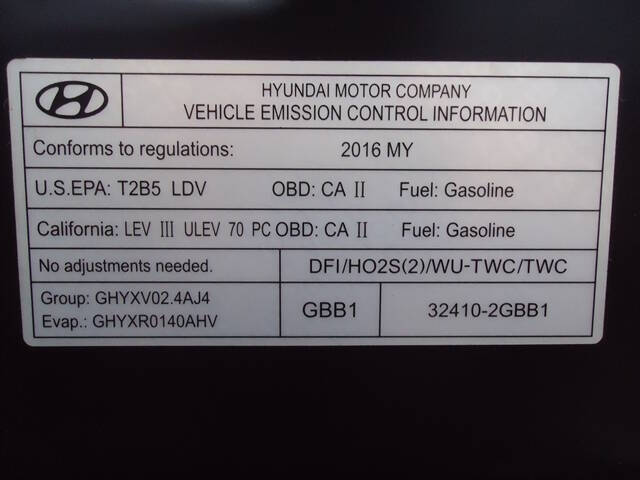 HYUNDAI MOTOR COMPANY
VEHICLE EMISSION CONTROL INFORMATION
Conforms to regulations: 2016 MY
U.S.EPA: T2B5 LDV OBD: CA II Fuel: Gasoline
California: LEV III ULEV 70 PC OBD: CA II Fuel: Gasoline
No adjustments needed. DFI/HO2S(2)/WU-TWC/TWC
Group: GHYXV02.4AJ4
Evap.: GHYXR0140AHV
GBB1 32410-2GBB1